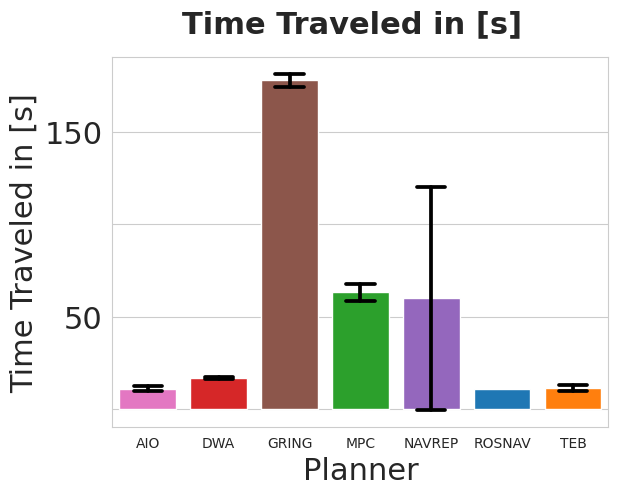 Time Traveled in [s]
Time Traveled in [s]
150
50
AIO DWA GRING MPC NAVREP ROSNAV TEB
Planner